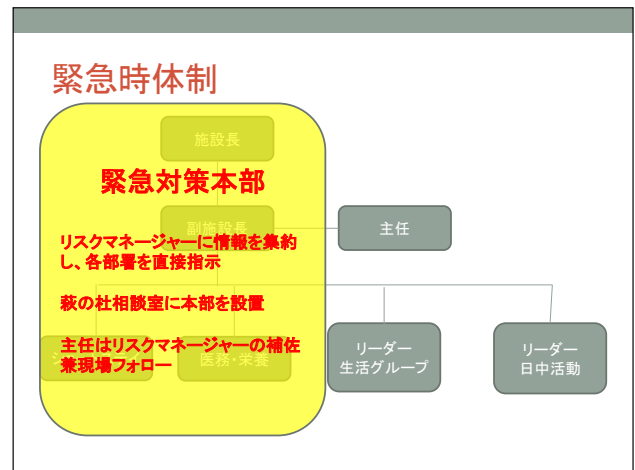 緊急時体制
施設長
緊急対策本部
副施設長
主任
リスクマネージャーに情報を集約
し、各部署を直接指示
萩の社相談室に本部を設置
主任はリスクマネージャーの補佐
兼現場フォロー
医務・栄養
リーダー
生活グループ
リーダー
日中活動